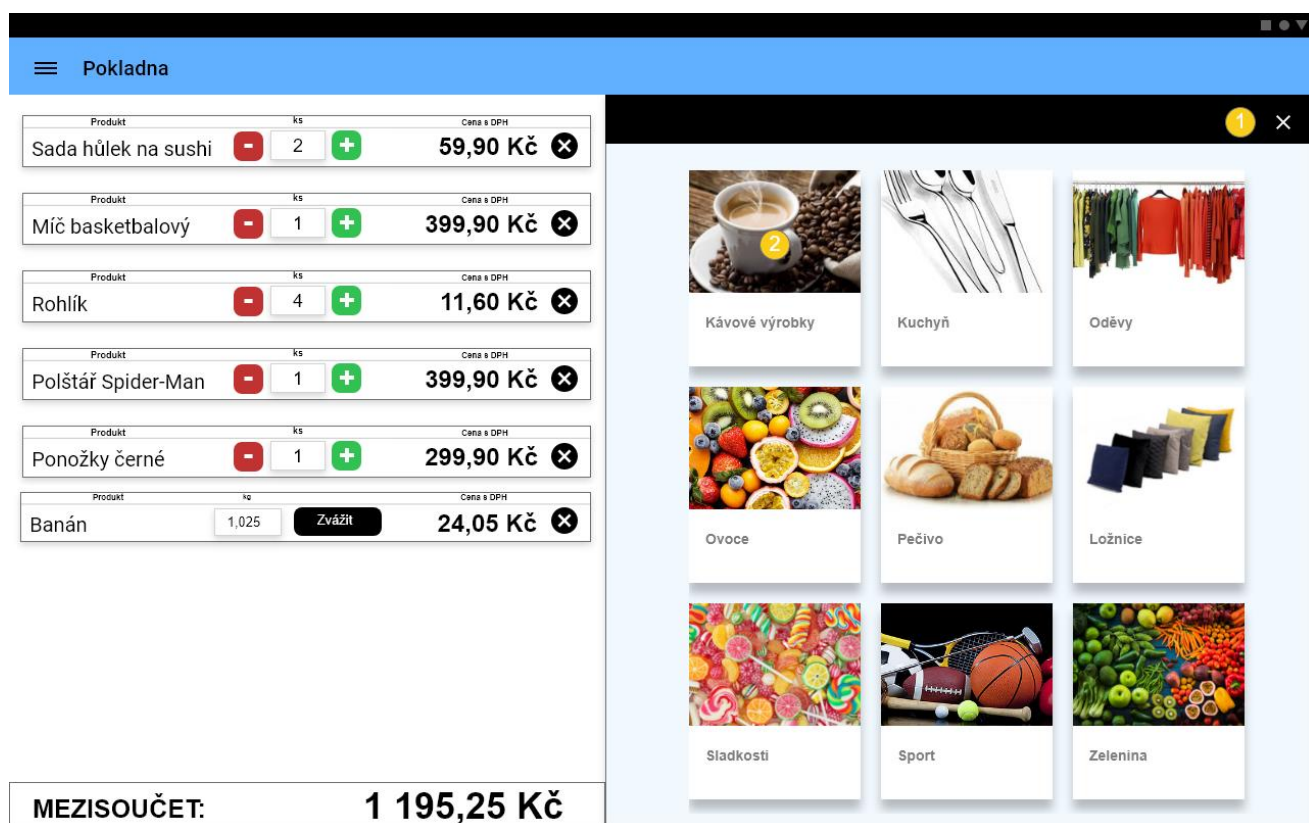 Pokladna
Produkt ks Cena s DPH
Sada hůlek na sushi - 2 + 59,90 Kč
Produkt ks Cena s DPH
Míč basketbalový - 1 + 399,90 Kč
Produkt ks Cena s DPH
Rohlík - 4 + 11,60 Kč
Produkt ks Cena s DPH
Polštář Spider-Man - 1 + 399,90 Kč
Produkt ks Cena s DPH
Ponožky černé - 1 + 299,90 Kč
Produkt kg Cena s DPH
Banán 1,025 Zvážit 24,05 Kč
MEZISOUČET: 1 195,25 Kč
1
2
Kávové výrobky Kuchyň Oděvy
Ovoce Pečivo Ložnice
Sladkosti Sport Zelenina